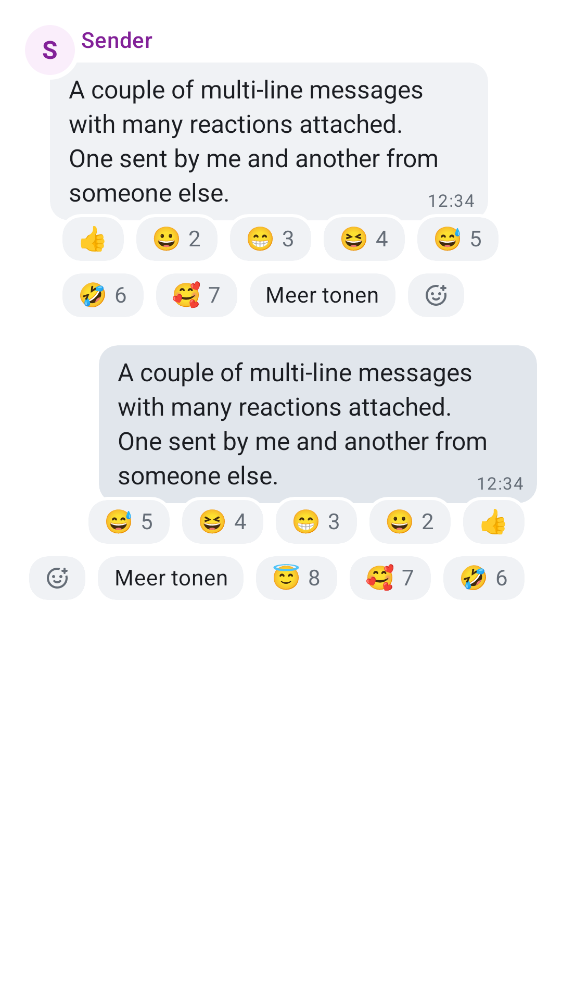 S
Sender
A couple of multi-line messages
with many reactions attached.
One sent by me and another from
someone else.
12:34
👍 😀 2 😁 3 😆 4 😅 5
🤣 6 🥰 7 Meer tonen
A couple of multi-line messages
with many reactions attached.
One sent by me and another from
someone else.
12:34
😅 5 😆 4 😁 3 😀 2 👍
Meer tonen 😇 8 🥰 7 🤣 6